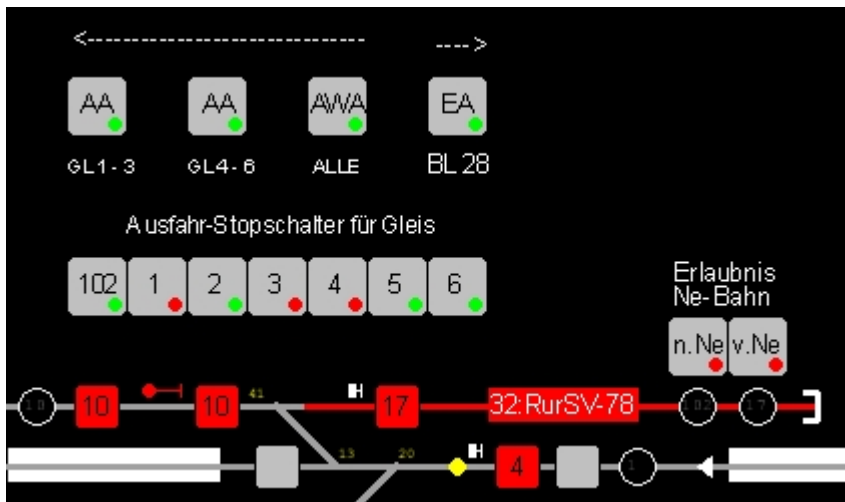 <---------------------------- ---->
AA AA AWA EA
GL1-3 GL4-6 ALLE BL 28
Ausfahr-Stopschalter für Gleis
102 1 2 3 4 5 6
Erlaubnis
Ne-Bahn
n.Ne v.Ne
41
10 10 17 32:RurSV-78 102 17
13 20
4 1